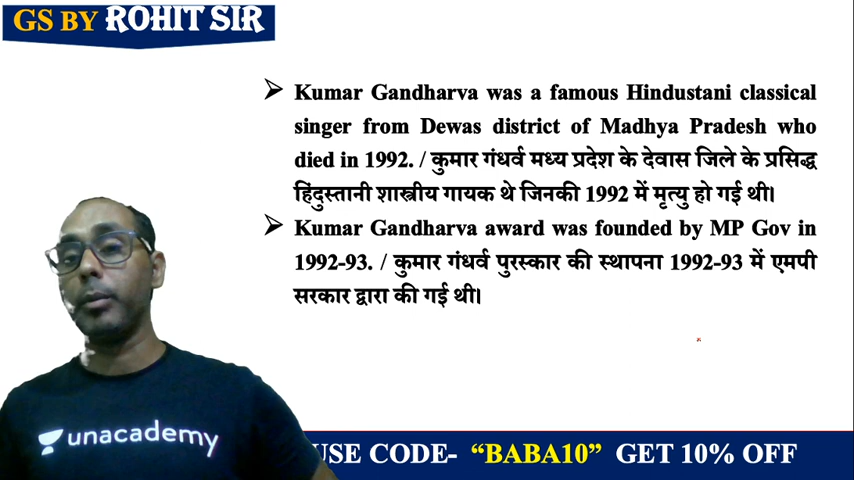 GS BY ROHIT SIR
➢ Kumar Gandharva was a famous Hindustani classical
singer from Dewas district of Madhya Pradesh who
died in 1992. / कुमार गंधर्व मध्य प्रदेश के देवास जिले के प्रसिद्ध
हिंदुस्तानी शास्त्रीय गायक थे जिनकी 1992 में मृत्यु हो गई थी।
➢ Kumar Gandharva award was founded by MP Gov in
1992-93. / कुमार गंधर्व पुरस्कार की स्थापना 1992-93 में एमपी
सरकार द्वारा की गई थी।
unacademy
USE CODE- “BABA10” GET 10% OFF